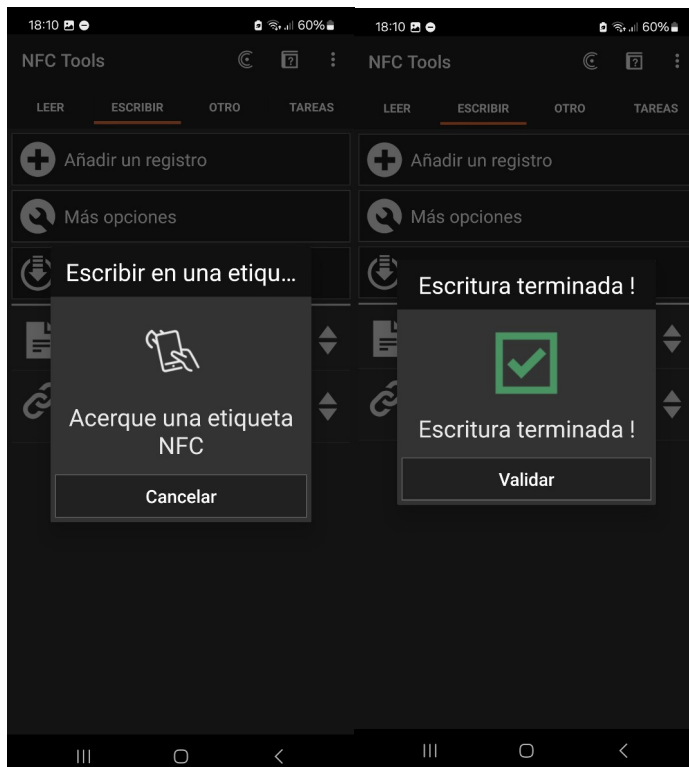 18:10
60%
NFC Tools
LEER ESCRIBIR OTRO TAREAS
Añadir un registro
Más opciones
Escribir en una etiqu...
Acerque una etiqueta
NFC
Cancelar
18:10
60%
NFC Tools
LEER ESCRIBIR OTRO TAREAS
Añadir un registro
Más opciones
Escritura terminada !
Escritura terminada !
Validar